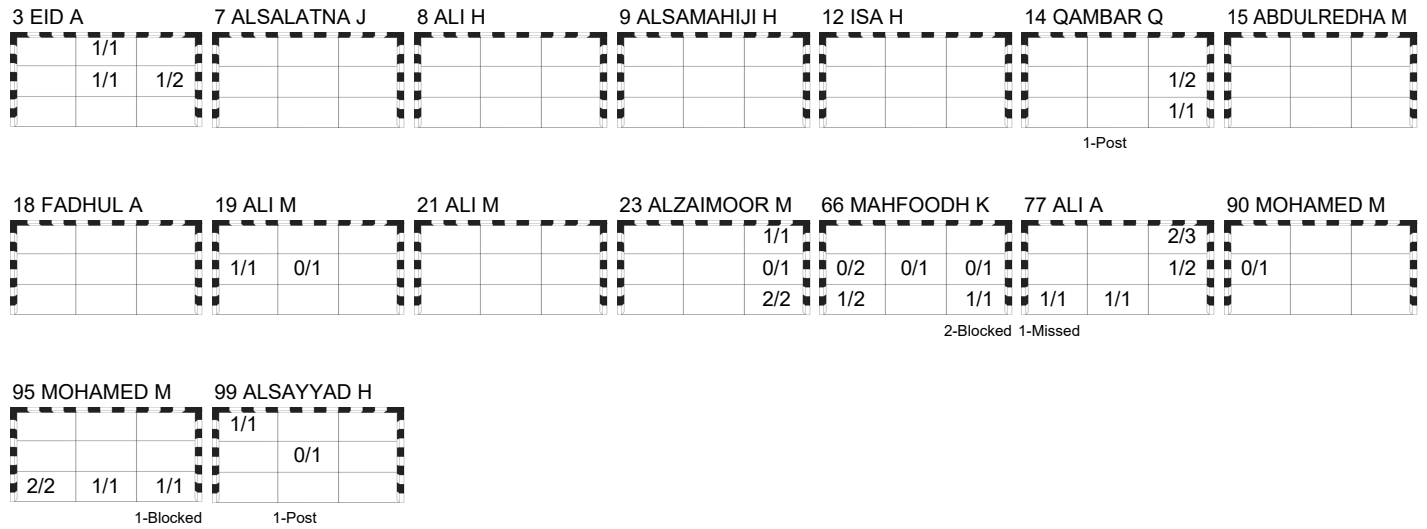 3 EID A 7 ALSALATNA J 8 ALI H 9 ALSAMAHIJI H 12 ISA H 14 QAMBAR Q 15 ABDULREDHA M
1/1
1/1 1/2 1/2
1/1
1-Post
18 FADHUL A 19 ALI M 21 ALI M 23 ALZAIMOOR M 66 MAHFOODH K 77 ALI A 90 MOHAMED M
1/1 2/3
1/1 0/1 0/1 0/2 0/1 0/1 1/2 0/1
2/2 1/2 1/1 1/1 1/1
2-Blocked 1-Missed
95 MOHAMED M 99 ALSAYYAD H
1/1
0/1
2/2 1/1 1/1
1-Blocked 1-Post